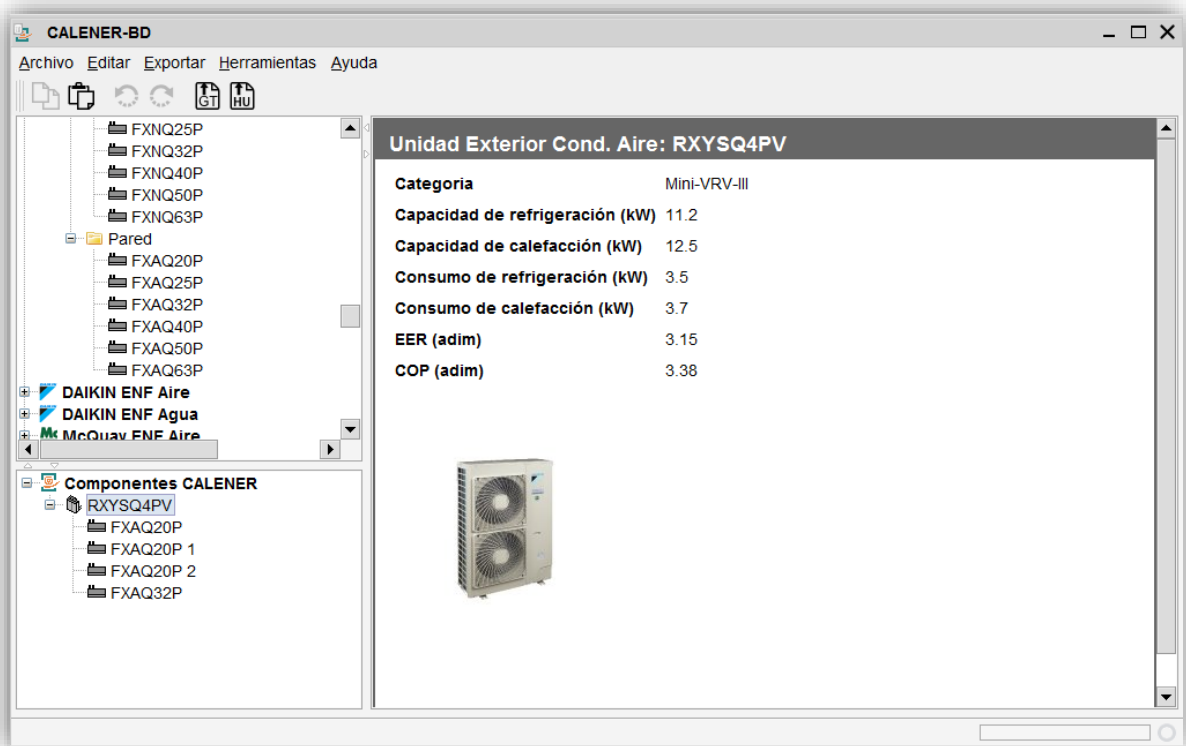 CALENER-BD
Archivo Editar Exportar Herramientas Ayuda
GT HU
FXNQ25P
FXNQ32P
FXNQ40P
FXNQ50P
FXNQ63P
Pared
FXAQ20P
FXAQ25P
FXAQ32P
FXAQ40P
FXAQ50P
FXAQ63P
DAIKIN ENF Aire
DAIKIN ENF Agua
McQuay ENF Aire
Componentes CALENER
RXYSQ4PV
FXAQ20P
FXAQ20P 1
FXAQ20P 2
FXAQ32P
Unidad Exterior Cond. Aire: RXYSQ4PV
Categoria Mini-VRV-III
Capacidad de refrigeración (kW) 11.2
Capacidad de calefacción (kW) 12.5
Consumo de refrigeración (kW) 3.5
Consumo de calefacción (kW) 3.7
EER (adim) 3.15
COP (adim) 3.38